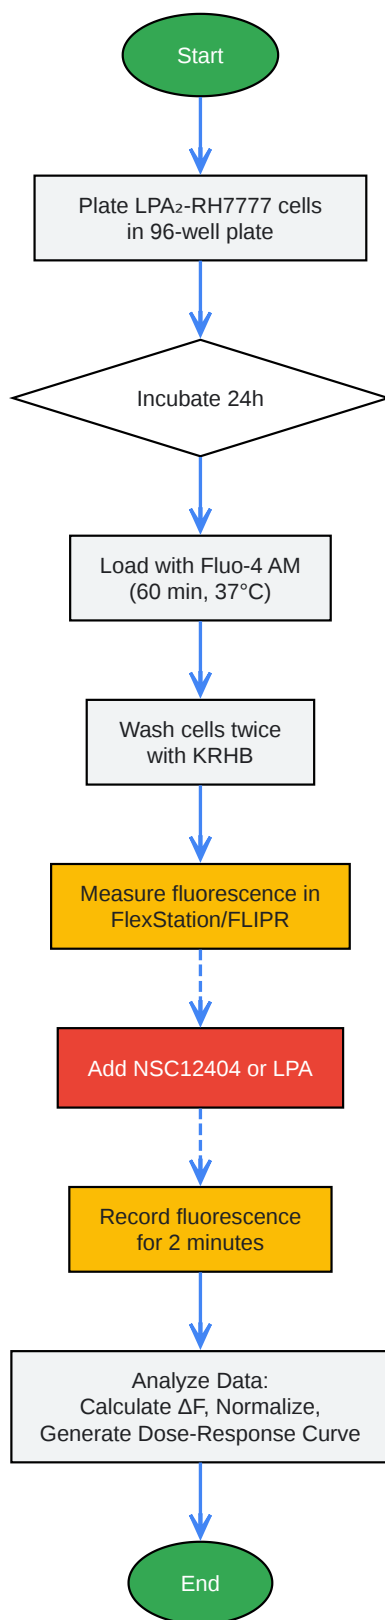 Start
Plate LPA₂-RH7777 cells
in 96-well plate
Incubate 24h
Load with Fluo-4 AM
(60 min, 37°C)
Wash cells twice
with KRHB
Measure fluorescence in
FlexStation/FLIPR
Add NSC12404 or LPA
Record fluorescence
for 2 minutes
Analyze Data:
Calculate ΔF, Normalize,
Generate Dose-Response Curve
End